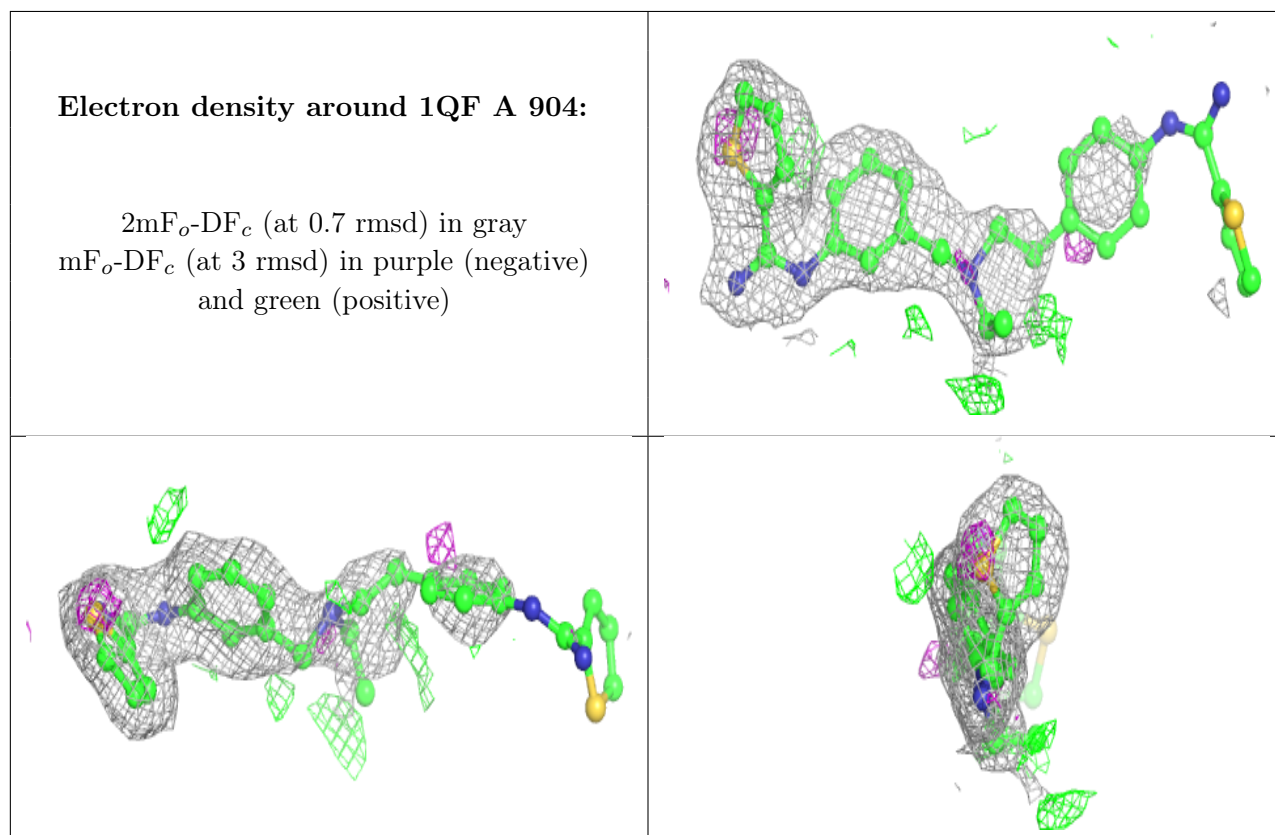 Electron density around 1QF A 904:
2mFo-DFc (at 0.7 rmsd) in gray
mFo-DFc (at 3 rmsd) in purple (negative)
and green (positive)